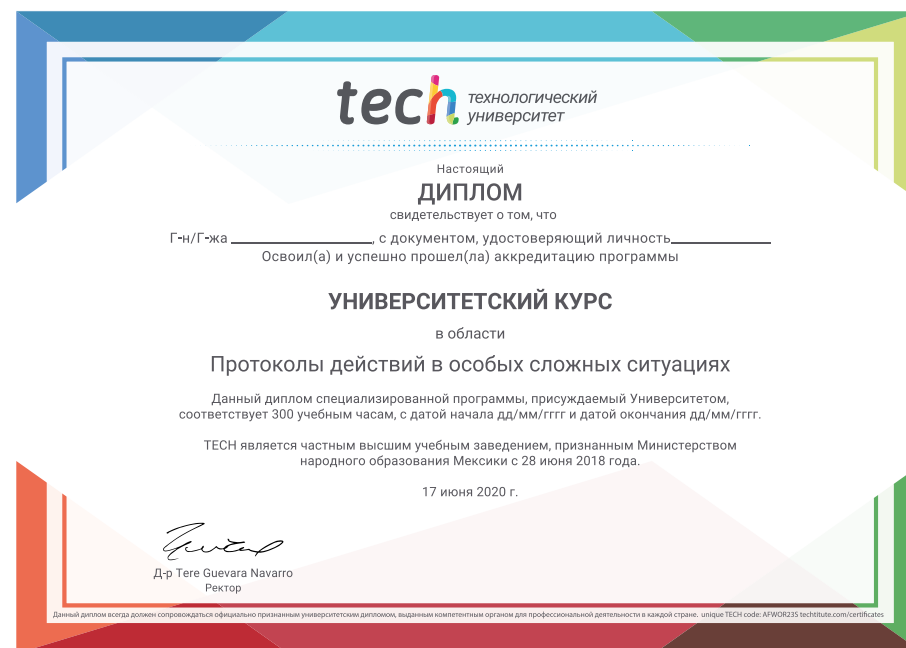 tech технологический
университет
Настоящий
ДИПЛОМ
свидетельствует о том, что
Г-н/Г-жа ________________, с документом, удостоверяющий личность____________
Освоил(а) и успешно прошел(ла) аккредитацию программы
УНИВЕРСИТЕТСКИЙ КУРС
в области
Протоколы действий в особых сложных ситуациях
Данный диплом специализированной программы, присуждаемый Университетом,
соответствует 300 учебным часам, с датой начала дд/мм/гггг и датой окончания дд/мм/гггг.
TECH является частным высшим учебным заведением, признанным Министерством
народного образования Мексики с 28 июня 2018 года.
17 июня 2020 г.
Д-р Tere Guevara Navarro
Ректор
Данный диплом всегда должен сопровождаться официально признанным университетским дипломом, выданным компетентным органом для профессиональной деятельности в каждой стране. unique TECH code: AFWOR23S techtitute.com/certificates